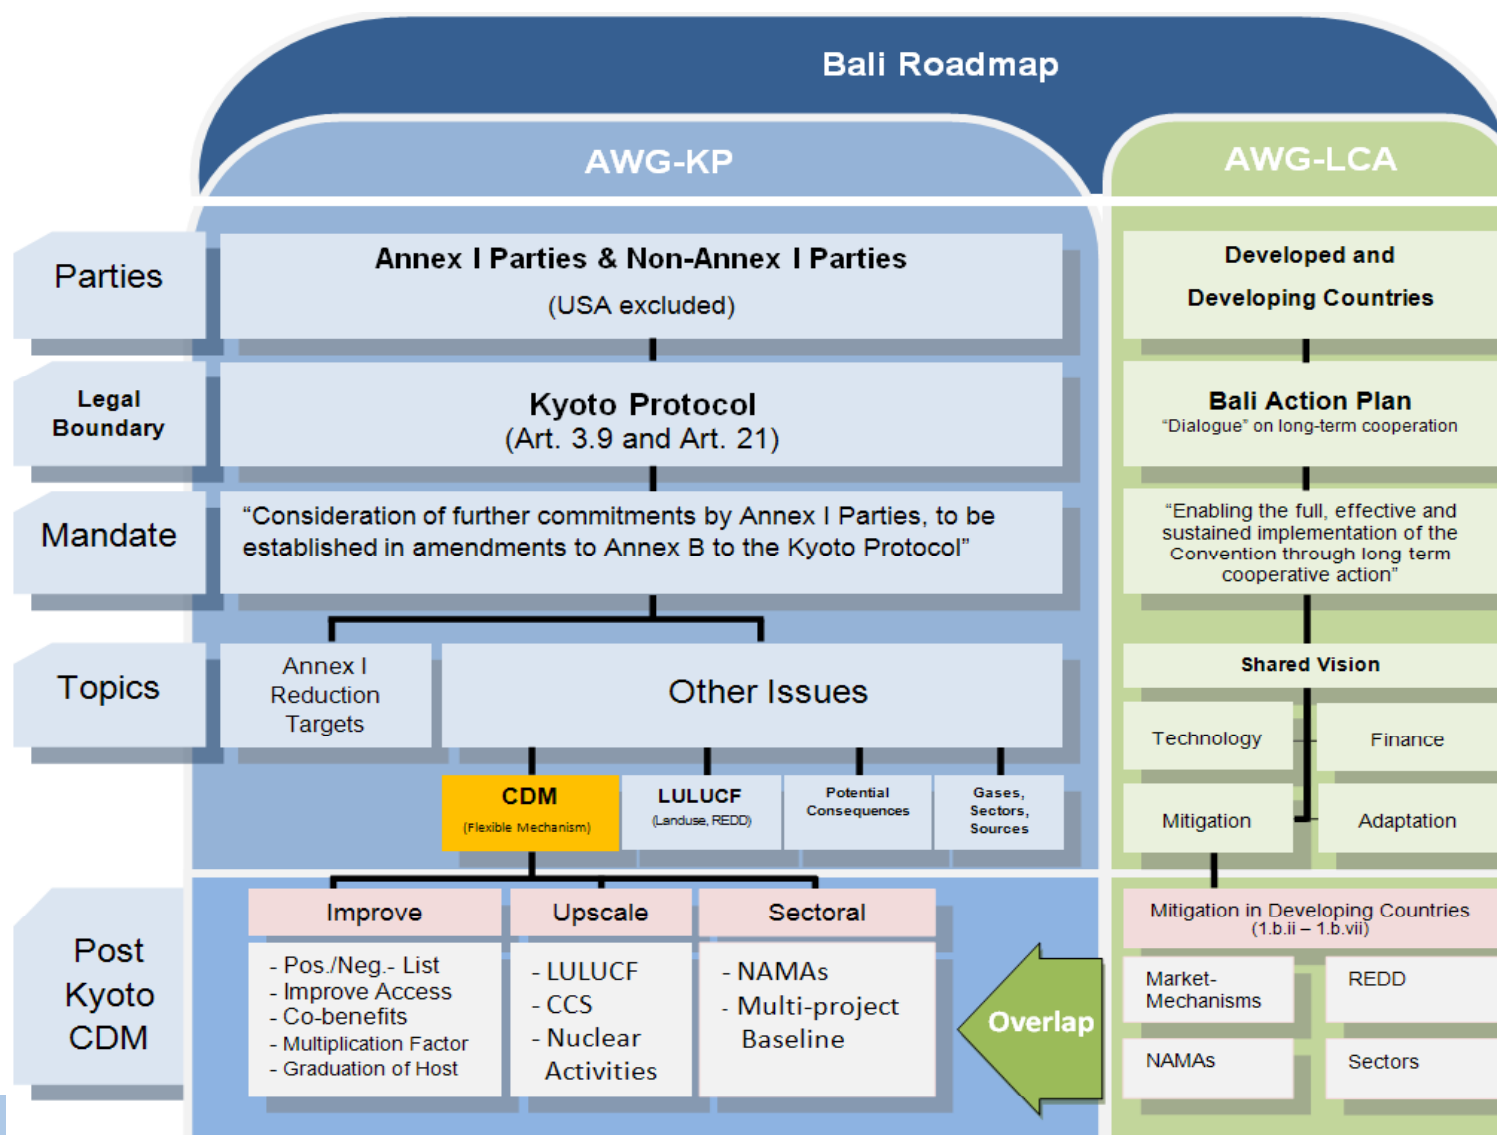 Bali Roadmap
AWG-KP
AWG-LCA
Parties
Annex I Parties & Non-Annex I Parties
(USA excluded)
Developed and
Developing Countries
Legal
Boundary
Kyoto Protocol
(Art. 3.9 and Art. 21)
Bali Action Plan
“Dialogue” on long-term cooperation
Mandate
“Consideration of further commitments by Annex I Parties, to be
established in amendments to Annex B to the Kyoto Protocol”
“Enabling the full, effective and
sustained implementation of the
Convention through long term
cooperative action”
Topics
Annex I
Reduction
Targets
Other Issues
Shared Vision
Technology
Finance
Mitigation
Adaptation
CDM
(Flexible Mechanism)
LULUCF
(Landuse, REDD)
Potential
Consequences
Gases,
Sectors,
Sources
Post
Kyoto
CDM
Improve
- Pos./Neg.- List
- Improve Access
- Co-benefits
- Multiplication Factor
- Graduation of Host
Upscale
- LULUCF
- CCS
- Nuclear
Activities
Sectoral
- NAMAs
- Multi-project
Baseline
Overlap
Mitigation in Developing Countries
(1.b.ii – 1.b.vii)
Market-
Mechanisms
REDD
NAMAs
Sectors